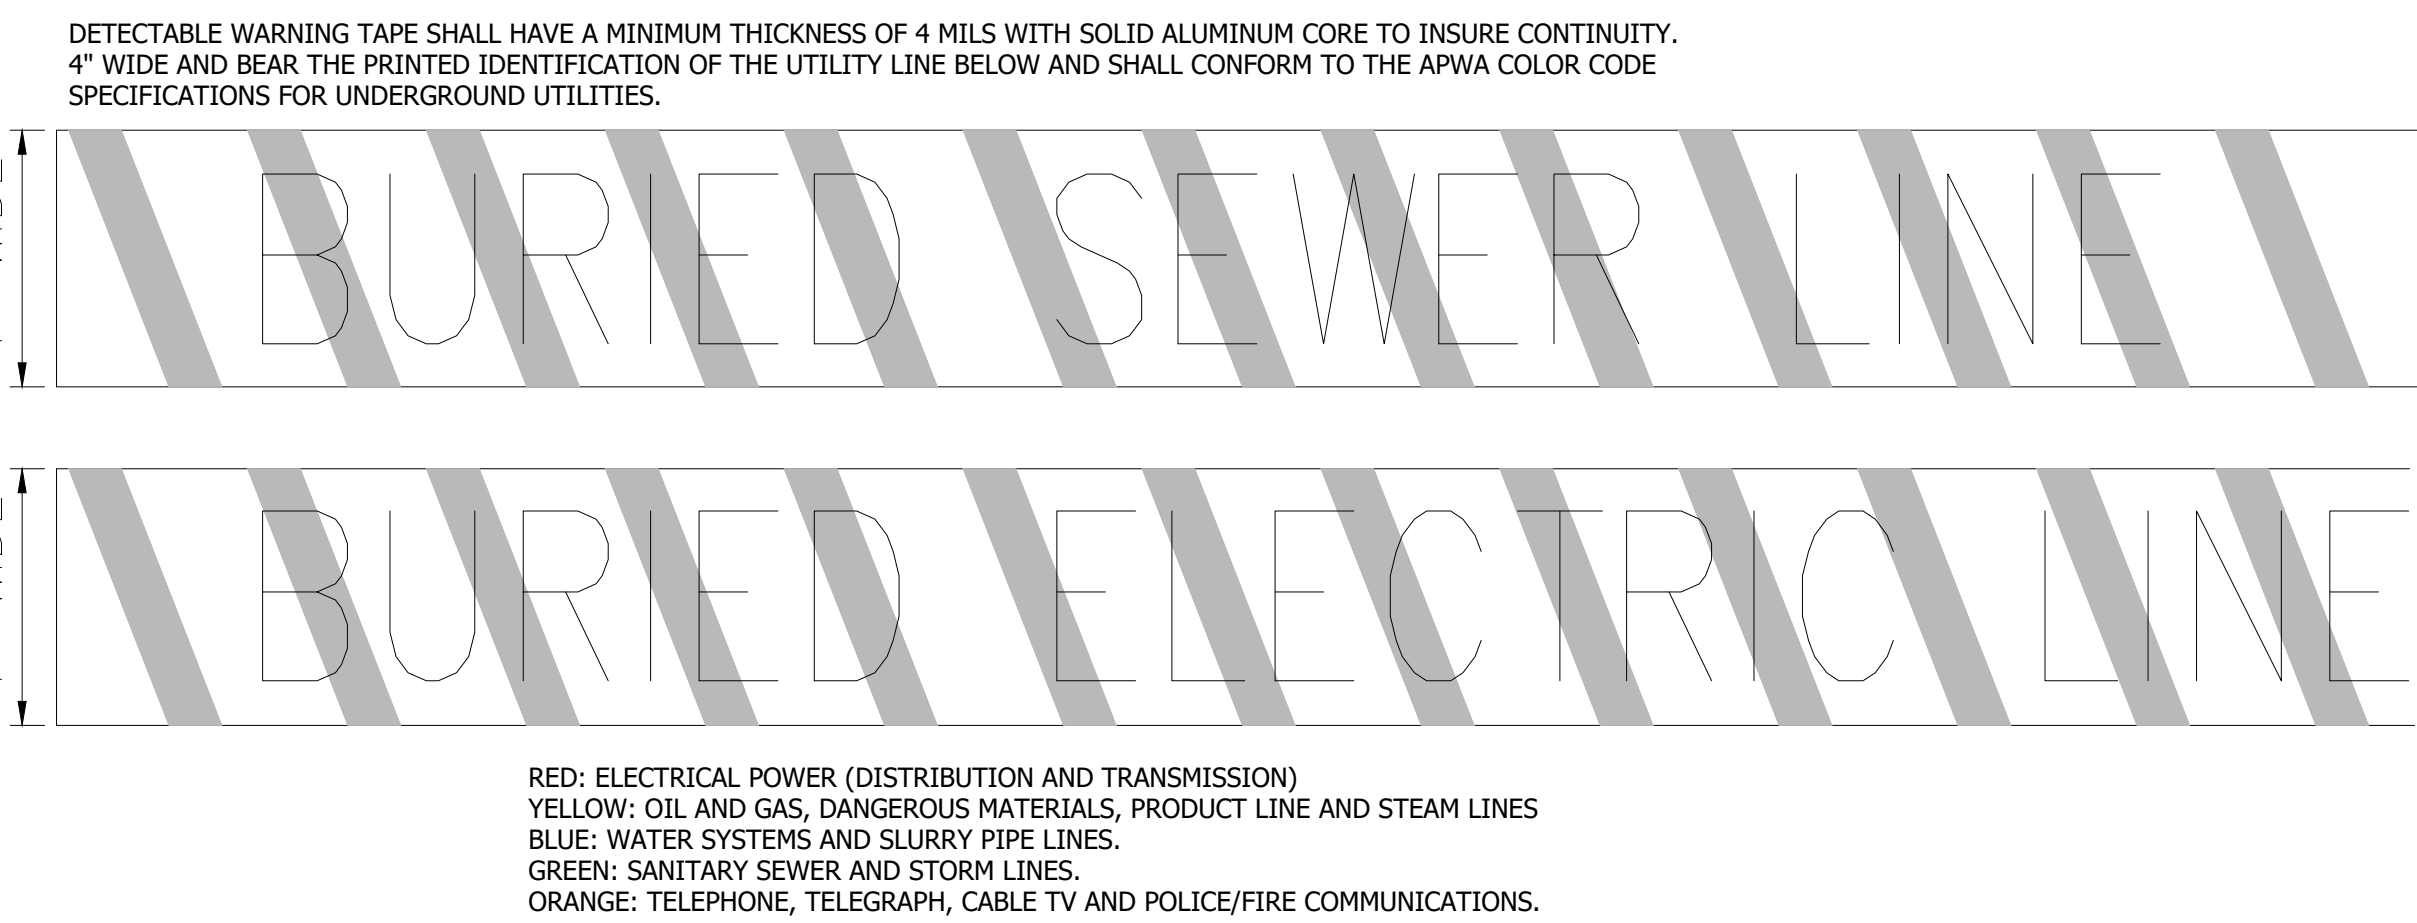 DETECTABLE WARNING TAPE SHALL HAVE A MINIMUM THICKNESS OF 4 MILS WITH SOLID ALUMINUM CORE TO INSURE CONTINUITY.
4" WIDE AND BEAR THE PRINTED IDENTIFICATION OF THE UTILITY LINE BELOW AND SHALL CONFORM TO THE APWA COLOR CODE
SPECIFICATIONS FOR UNDERGROUND UTILITIES.
BURIED SEWER LINE
BURIED ELECTRIC LINE
RED: ELECTRICAL POWER (DISTRIBUTION AND TRANSMISSION)
YELLOW: OIL AND GAS, DANGEROUS MATERIALS, PRODUCT LINE AND STEAM LINES
BLUE: WATER SYSTEMS AND SLURRY PIPE LINES.
GREEN: SANITARY SEWER AND STORM LINES.
ORANGE: TELEPHONE, TELEGRAPH, CABLE TV AND POLICE/FIRE COMMUNICATIONS.